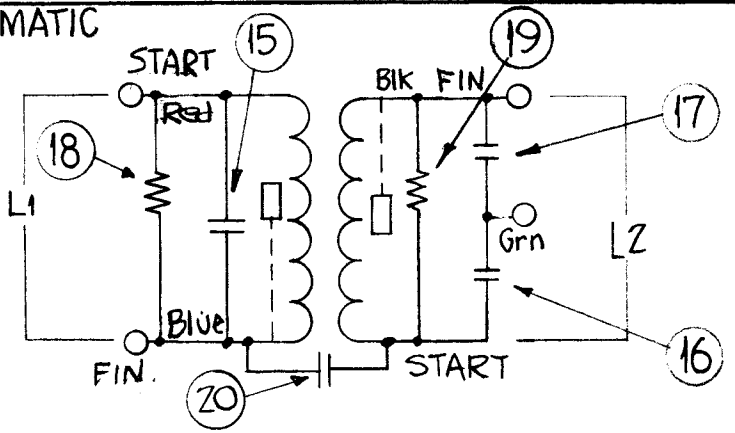 MATIC
START
15
19
Blk FIN
Red
17
18
L1
Grn
L2
Blue
FIN.
START
16
20